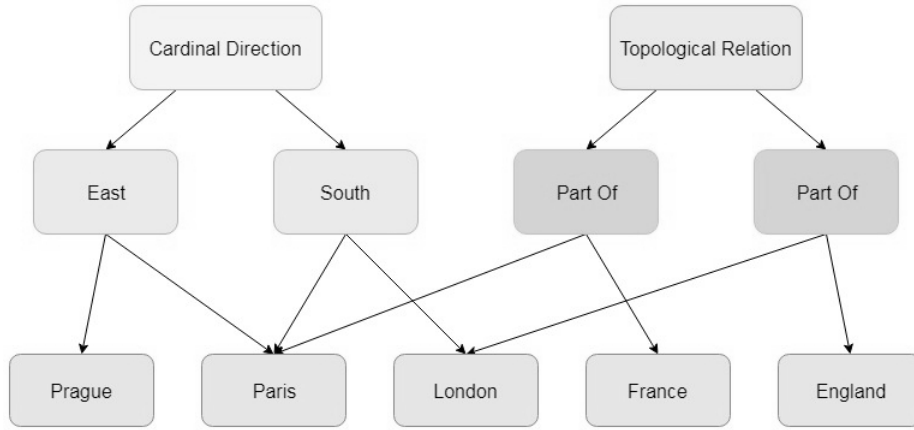 Cardinal Direction
Topological Relation
East
South
Part Of
Part Of
Prague
Paris
London
France
England